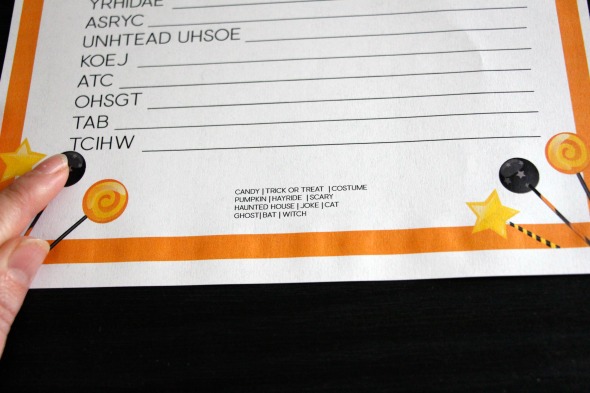 YRHIDAE
ASRYC
UNHTEAD UHSOE
KOEJ
ATC
OHSGT
TAB
TCIHW
CANDY | TRICK OR TREAT | COSTUME
PUMPKIN | HAYRIDE | SCARY
HAUNTED HOUSE | JOKE | CAT
GHOST | BAT | WITCH